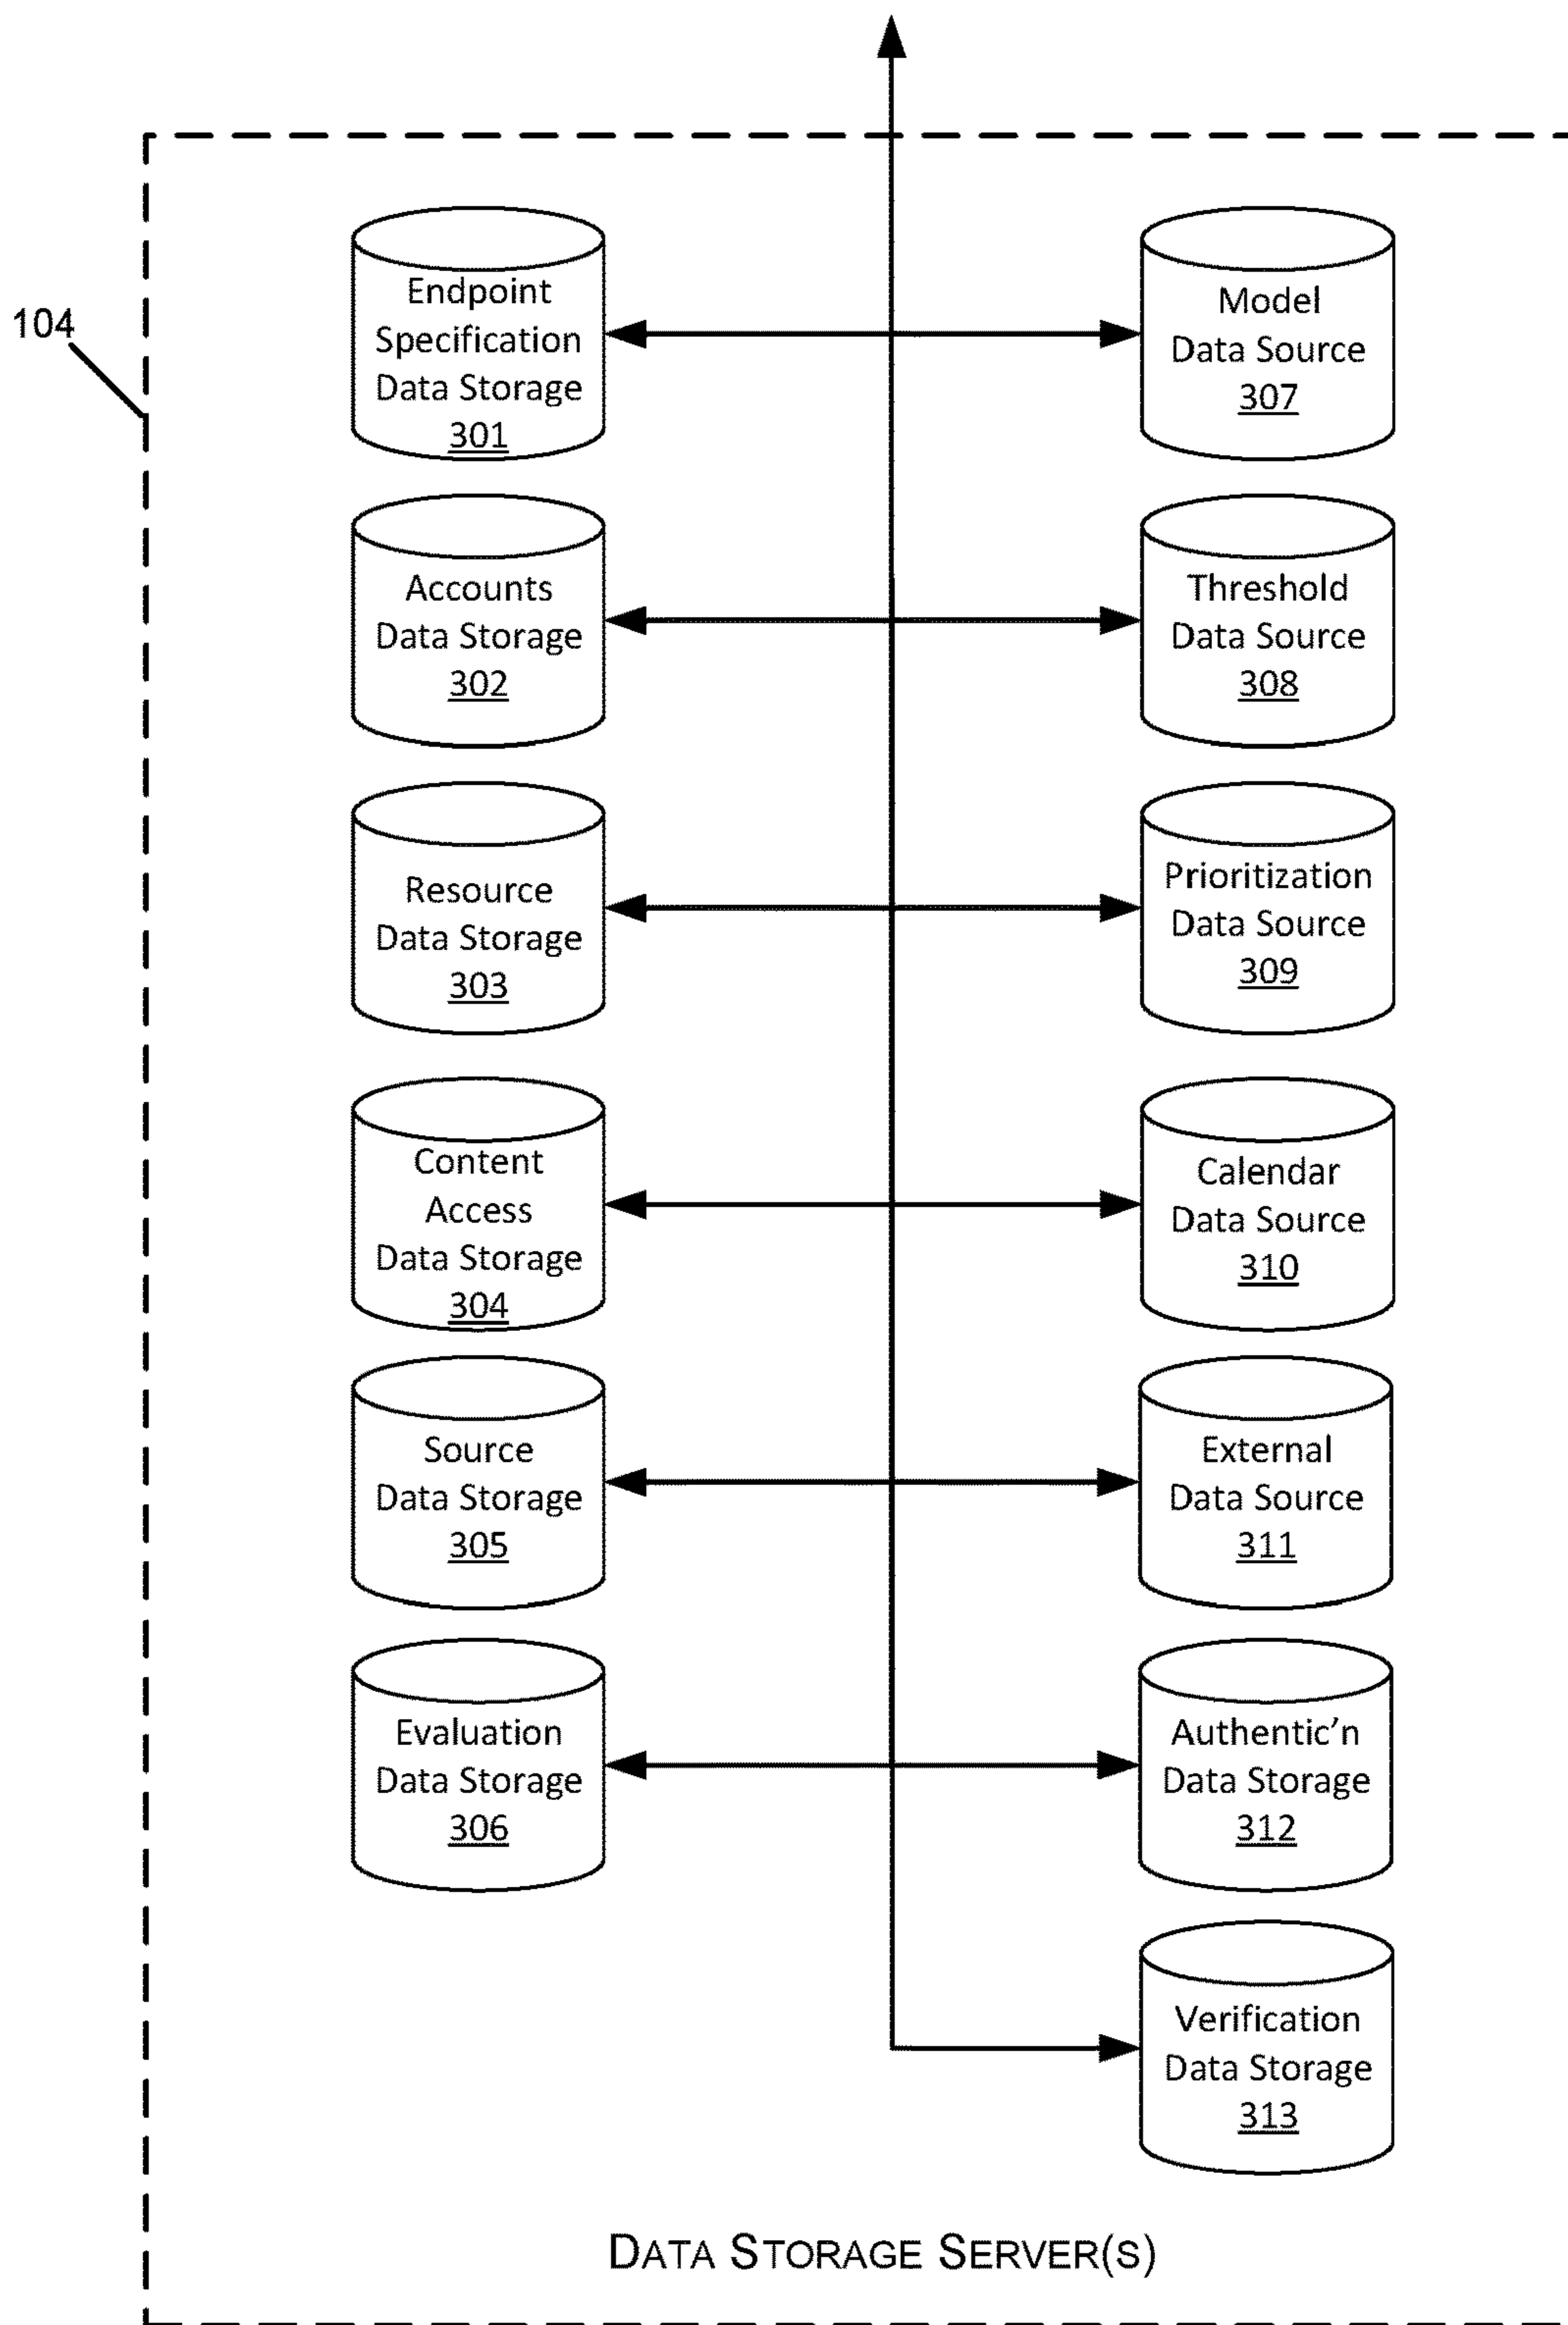 104
Endpoint
Specification
Data Storage
301
Model
Data Source
307
Accounts
Data Storage
302
Threshold
Data Source
308
Resource
Data Storage
303
Prioritization
Data Source
309
Content
Access
Data Storage
304
Calendar
Data Source
310
Source
Data Storage
305
External
Data Source
311
Evaluation
Data Storage
306
Authentic’n
Data Storage
312
Verification
Data Storage
313
DATA STORAGE SERVER(S)